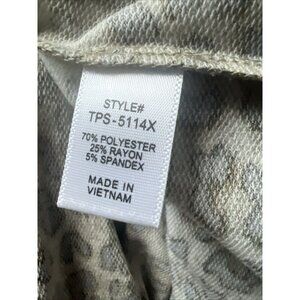 STYLE#
TPS-5114X
70% POLYESTER
25% RAYON
5% SPANDEX
MADE IN
VIETNAM